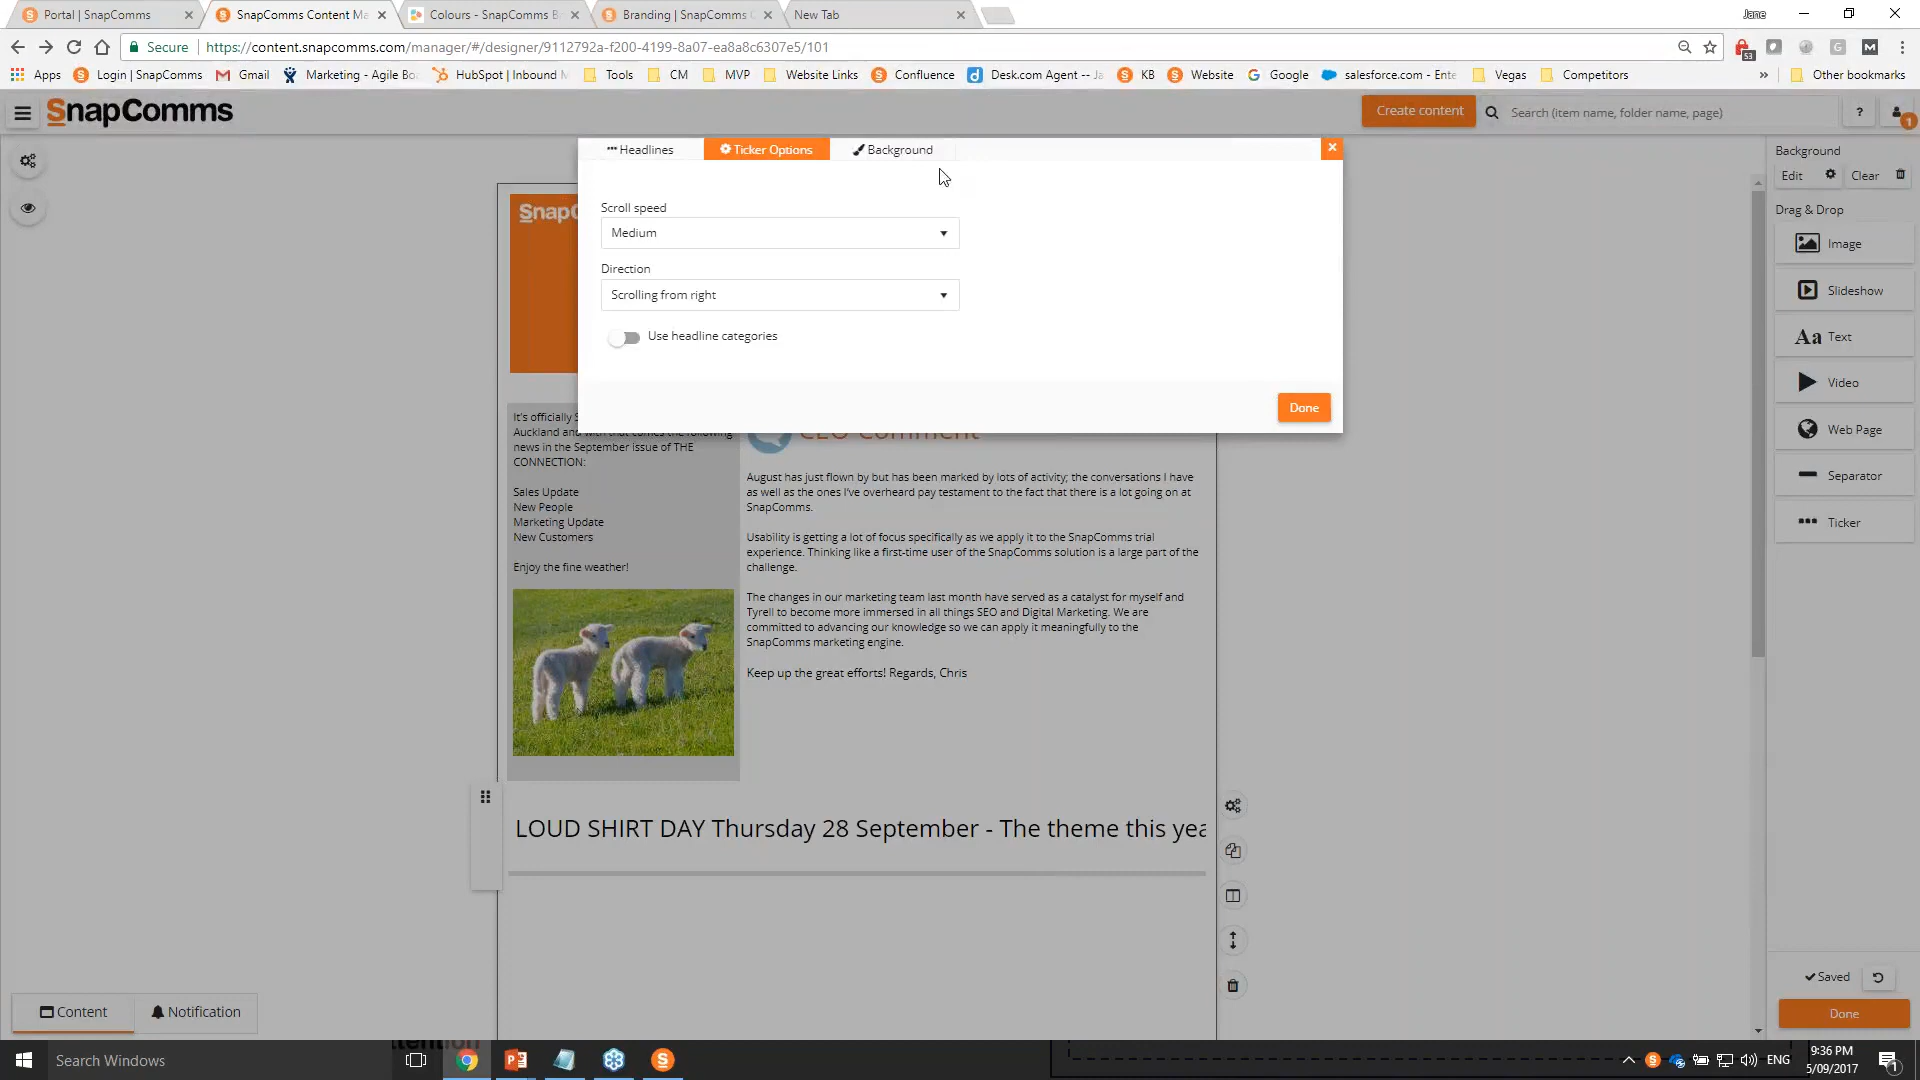 Portal | SnapComms
SnapComms Content Ma
Colours - SnapComms B
Branding | SnapComms
New Tab
Jane
Secure
https://content.snapcomms.com/manager/#/designer/9112792a-f200-4199-8a07-ea8a8c6307e5/101
Apps
Login | SnapComms
Gmail
Marketing - Agile Bo
HubSpot | Inbound
Tools
CM
MVP
Website Links
Confluence
Desk.com Agent --
KB
Website
Google
salesforce.com - Ente
Vegas
Competitors
»
Other bookmarks
53
SnapComms
Create content
Search (item name, folder name, page)
?
1
Headlines
Ticker Options
Background
Scroll speed
Medium
Direction
Scrolling from right
Use headline categories
Done
Background
Edit
Clear
Drag & Drop
Image
Slideshow
Aa Text
Video
Web Page
Separator
Ticker
SnapC
It's officially S
Auckland and with that comes the following
news in the September issue of THE
CONNECTION:
Sales Update
New People
Marketing Update
New Customers
Enjoy the fine weather!
CEO Comment
August has just flown by but has been marked by lots of activity; the conversations I have
as well as the ones I've overheard pay testament to the fact that there is a lot going on at
SnapComms.
Usability is getting a lot of focus specifically as we apply it to the SnapComms trial
experience. Thinking like a first-time user of the SnapComms solution is a large part of the
challenge.
The changes in our marketing team last month have served as a catalyst for myself and
Tyrell to become more immersed in all things SEO and Digital Marketing. We are
committed to advancing our knowledge so we can apply it meaningfully to the
SnapComms marketing engine.
Keep up the great efforts! Regards, Chris
LOUD SHIRT DAY Thursday 28 September - The theme this yea
Saved
Done
Content
Notification
Search Windows
ENG
9:36 PM
5/09/2017
1